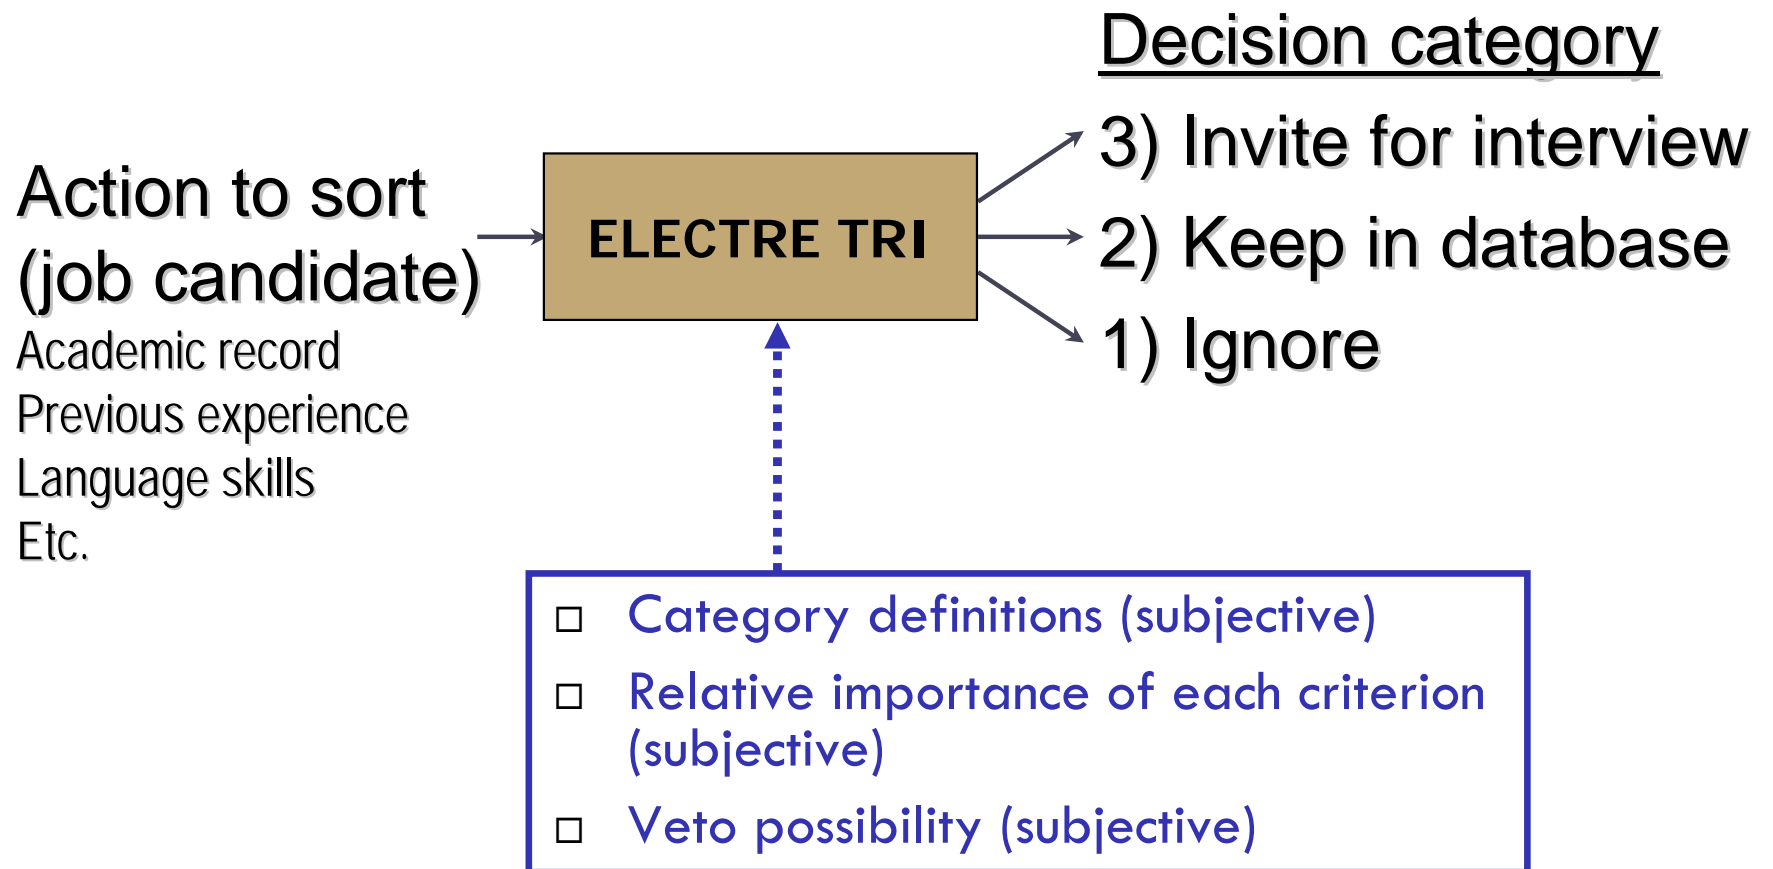 Decision category
3) Invite for interview
2) Keep in database
1) Ignore
Action to sort
(job candidate)
Academic record
Previous experience
Language skills
Etc.
ELECTRE TRI
Category definitions (subjective)
Relative importance of each criterion
(subjective)
Veto possibility (subjective)